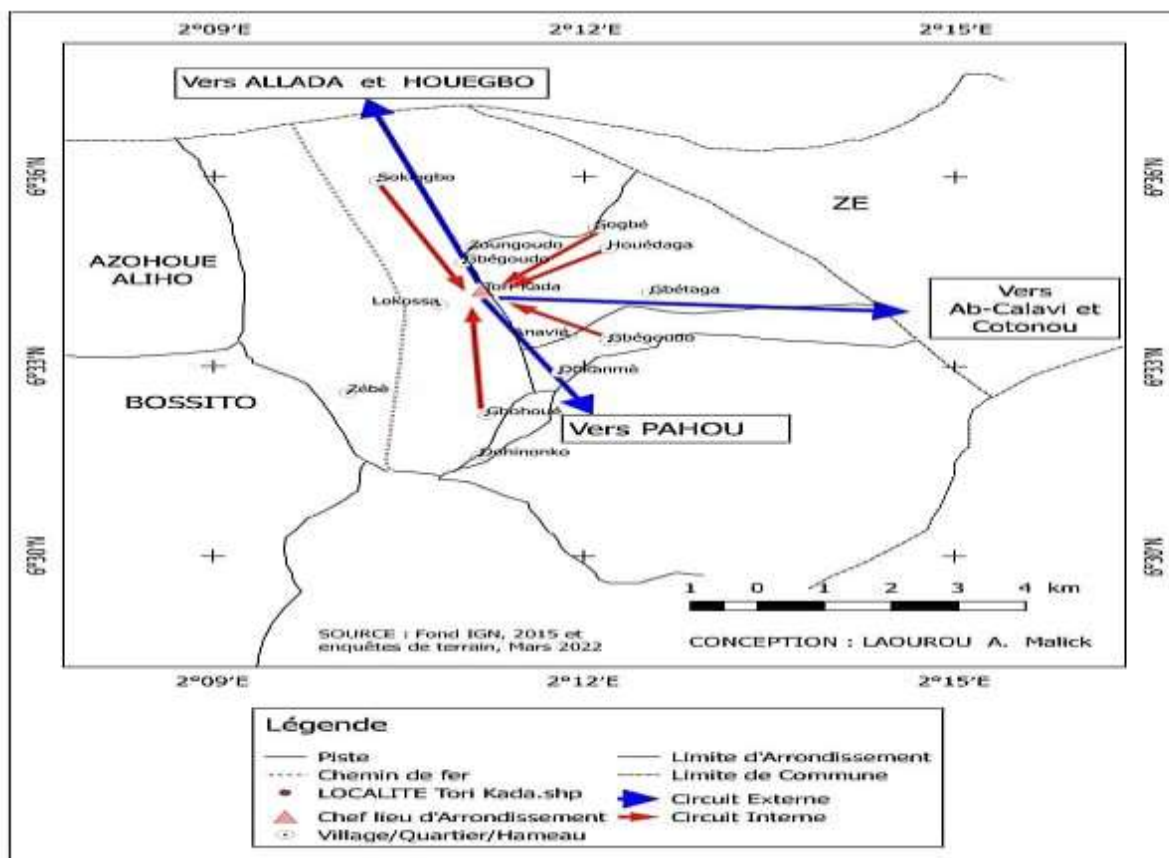 2°09'E 2°12'E 2°15'E
Vers ALLADA et HOUEGBO
6°36'N 6°36'N
Sokugbo
ZE
Gogbé
Zoungoudo Houédaga
Gbégoudo
AZOHOUE
ALIHO
Tori Kada Gbétaga
Vers
Ab-Calavi et
Cotonou
Lokossa
Anavié Gbégoudo
6°33'N 6°33'N
Dokanmè
Zébè
BOSSITO
Gbohoué
Vers PAHOU
Dohinonko
6°30'N 6°30'N
1 0 1 2 3 4 km
SOURCE : Fond IGN, 2015 et
enquêtes de terrain, Mars 2022
CONCEPTION : LAOUROU A. Malick
2°09'E 2°12'E 2°15'E
Légende
Piste
Chemin de fer
LOCALITE Tori Kada.shp
Chef lieu d'Arrondissement
Village/Quartier/Hameau
Limite d'Arrondissement
Limite de Commune
Circuit Externe
Circuit Interne